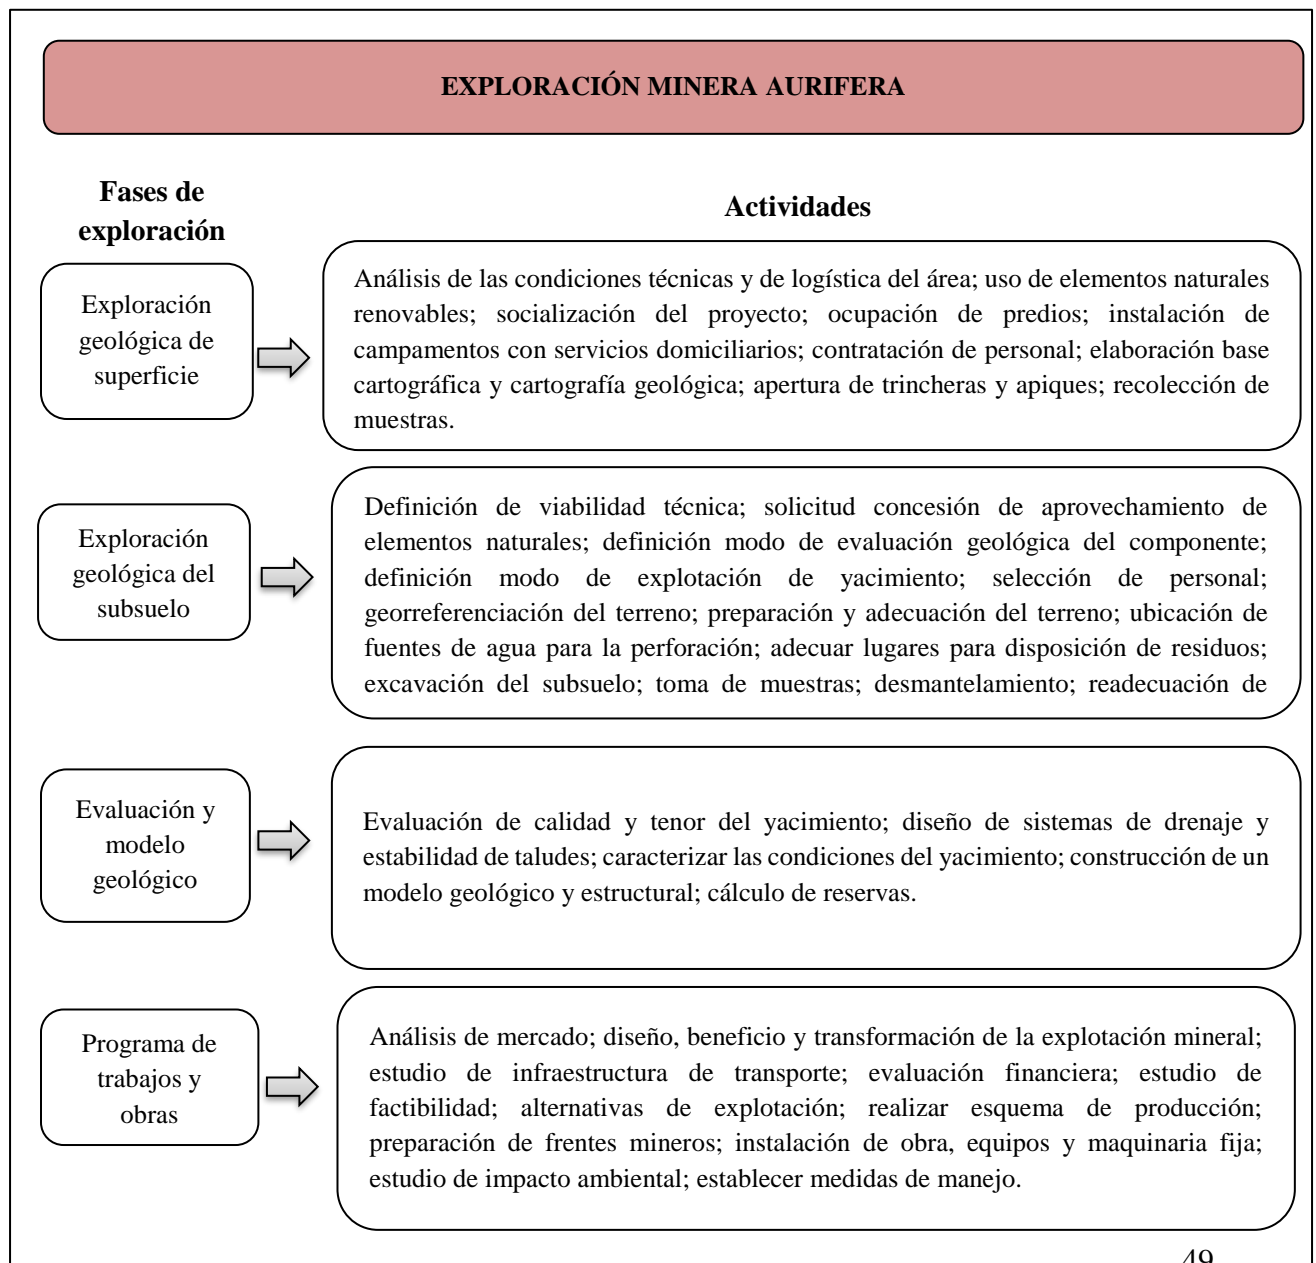 EXPLORACIÓN MINERA AURIFERA
Fases de
exploración
Actividades
Exploración
geológica de
superficie
Análisis de las condiciones técnicas y de logística del área; uso de elementos naturales
renovables; socialización del proyecto; ocupación de predios; instalación de
campamentos con servicios domiciliarios; contratación de personal; elaboración base
cartográfica y cartografía geológica; apertura de trincheras y apiques; recolección de
muestras.
Exploración
geológica del
subsuelo
Definición de viabilidad técnica; solicitud concesión de aprovechamiento de
elementos naturales; definición modo de evaluación geológica del componente;
definición modo de explotación de yacimiento; selección de personal;
georreferenciación del terreno; preparación y adecuación del terreno; ubicación de
fuentes de agua para la perforación; adecuar lugares para disposición de residuos;
excavación del subsuelo; toma de muestras; desmantelamiento; readecuación de
Evaluación y
modelo
geológico
Evaluación de calidad y tenor del yacimiento; diseño de sistemas de drenaje y
estabilidad de taludes; caracterizar las condiciones del yacimiento; construcción de un
modelo geológico y estructural; cálculo de reservas.
Programa de
trabajos y
obras
Análisis de mercado; diseño, beneficio y transformación de la explotación mineral;
estudio de infraestructura de transporte; evaluación financiera; estudio de
factibilidad; alternativas de explotación; realizar esquema de producción;
preparación de frentes mineros; instalación de obra, equipos y maquinaria fija;
estudio de impacto ambiental; establecer medidas de manejo.
49